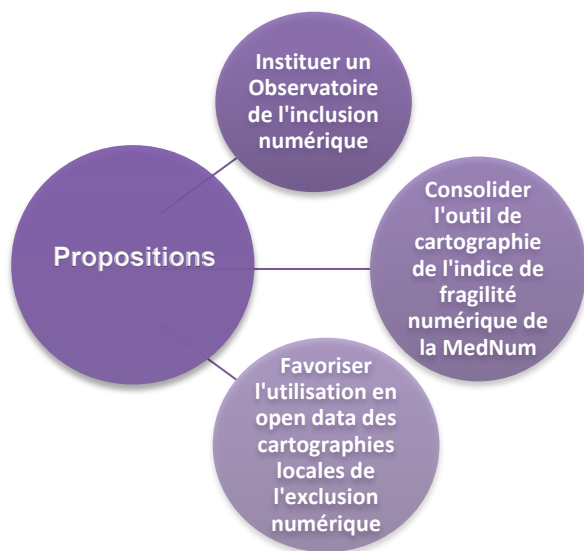 Instituer un
Observatoire
de l'inclusion
numérique
Propositions
Consolider
l'outil de
cartographie
de l'indice de
fragilité
numérique de
la MedNum
Favoriser
l'utilisation en
open data des
cartographies
locales de
l'exclusion
numérique